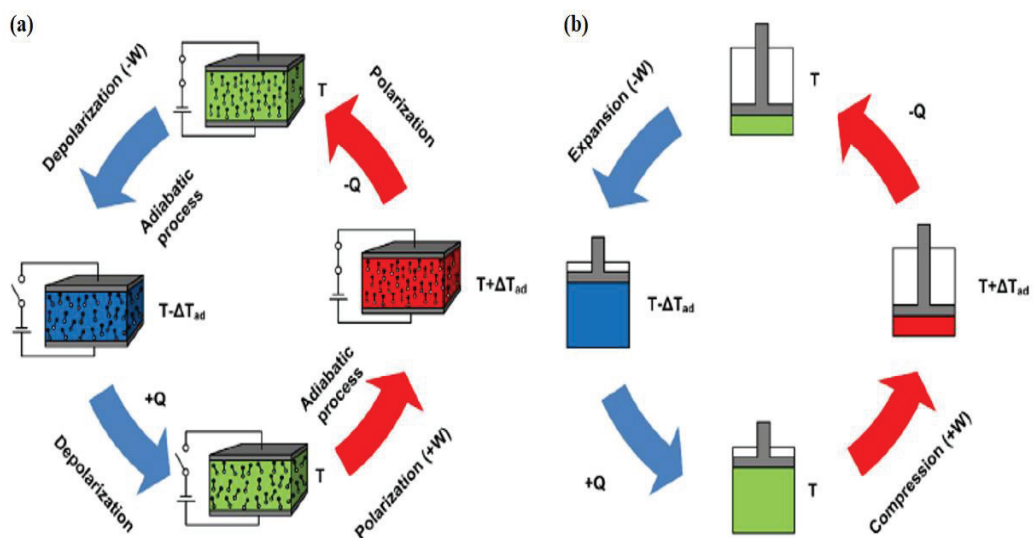 (a)
Depolarization (-W)
Adiabatic
process
T
Polarization
-Q
T-ΔTad
T+ΔTad
+Q
Depolarization
T
Adiabatic
process
Polarization (+W)
(b)
Expansion (-W)
T
-Q
T-ΔTad
T+ΔTad
+Q
T
Compression (+W)